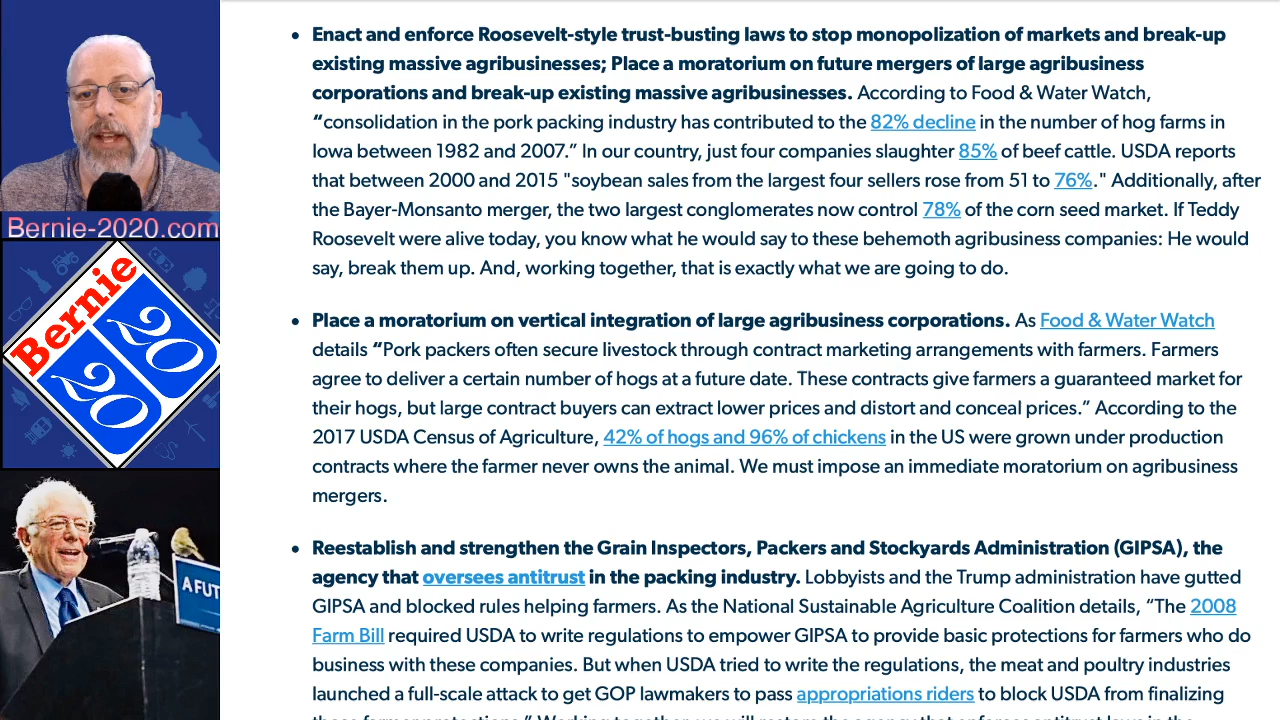 Bernie-2020.com
Bernie
20
20
A FUT
• Enact and enforce Roosevelt-style trust-busting laws to stop monopolization of markets and break-up
existing massive agribusinesses; Place a moratorium on future mergers of large agribusiness
corporations and break-up existing massive agribusinesses. According to Food & Water Watch,
“consolidation in the pork packing industry has contributed to the 82% decline in the number of hog farms in
Iowa between 1982 and 2007.” In our country, just four companies slaughter 85% of beef cattle. USDA reports
that between 2000 and 2015 "soybean sales from the largest four sellers rose from 51 to 76%." Additionally, after
the Bayer-Monsanto merger, the two largest conglomerates now control 78% of the corn seed market. If Teddy
Roosevelt were alive today, you know what he would say to these behemoth agribusiness companies: He would
say, break them up. And, working together, that is exactly what we are going to do.
• Place a moratorium on vertical integration of large agribusiness corporations. As Food & Water Watch
details “Pork packers often secure livestock through contract marketing arrangements with farmers. Farmers
agree to deliver a certain number of hogs at a future date. These contracts give farmers a guaranteed market for
their hogs, but large contract buyers can extract lower prices and distort and conceal prices.” According to the
2017 USDA Census of Agriculture, 42% of hogs and 96% of chickens in the US were grown under production
contracts where the farmer never owns the animal. We must impose an immediate moratorium on agribusiness
mergers.
• Reestablish and strengthen the Grain Inspectors, Packers and Stockyards Administration (GIPSA), the
agency that oversees antitrust in the packing industry. Lobbyists and the Trump administration have gutted
GIPSA and blocked rules helping farmers. As the National Sustainable Agriculture Coalition details, “The 2008
Farm Bill required USDA to write regulations to empower GIPSA to provide basic protections for farmers who do
business with these companies. But when USDA tried to write the regulations, the meat and poultry industries
launched a full-scale attack to get GOP lawmakers to pass appropriations riders to block USDA from finalizing